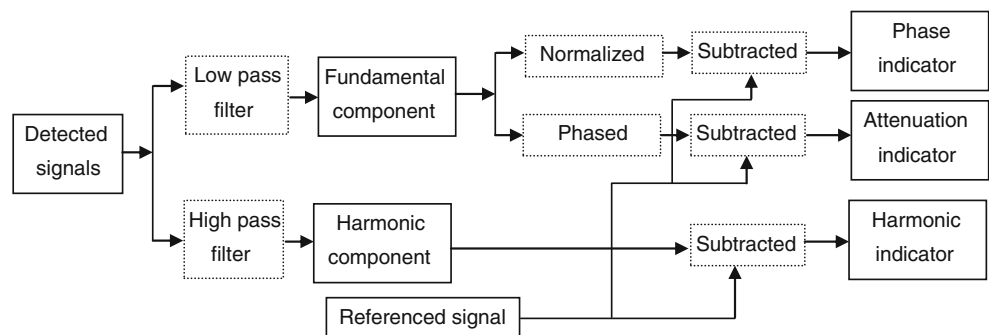 Detected
signals
Low pass
filter
Fundamental
component
Normalized
Subtracted
Phase
indicator
Phased
Subtracted
Attenuation
indicator
High pass
filter
Harmonic
component
Subtracted
Harmonic
indicator
Referenced signal